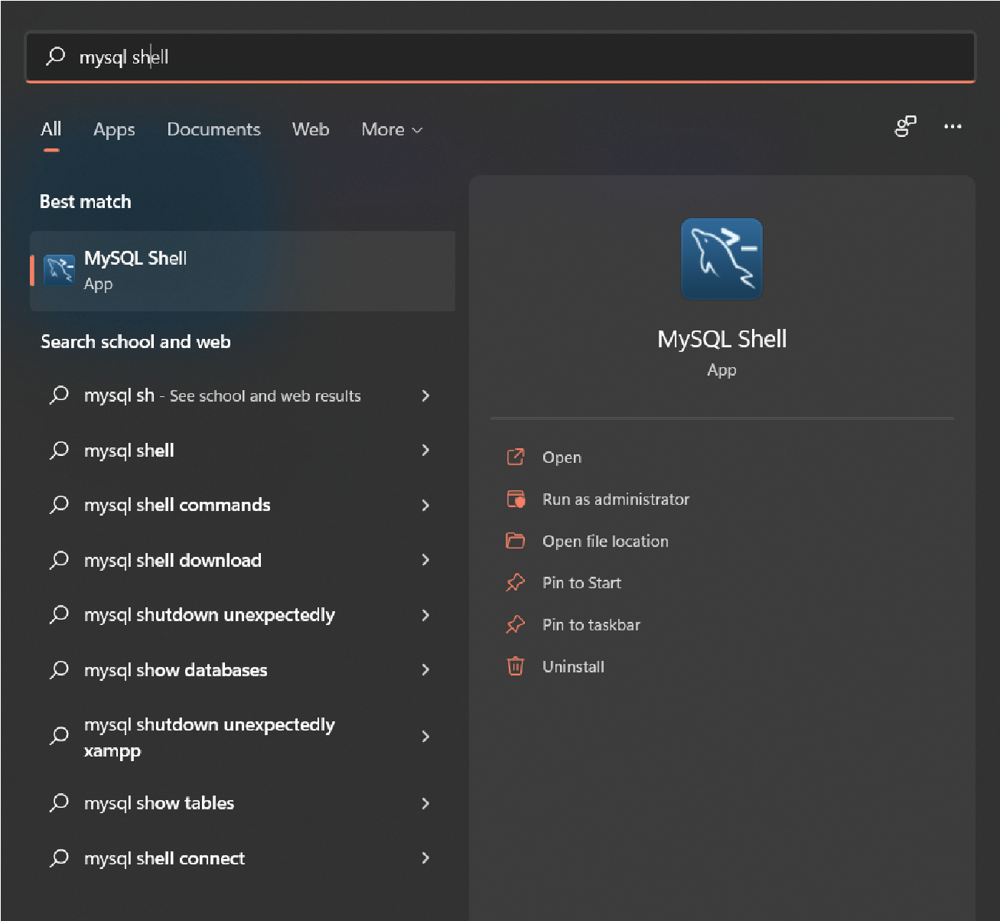 mysql shell
All Apps Documents Web More
Best match
MySQL Shell
App
Search school and web
mysql sh - See school and web results
mysql shell
mysql shell commands
mysql shell download
mysql shutdown unexpectedly
mysql show databases
mysql shutdown unexpectedly
xampp
mysql show tables
mysql shell connect
MySQL Shell
App
Open
Run as administrator
Open file location
Pin to Start
Pin to taskbar
Uninstall